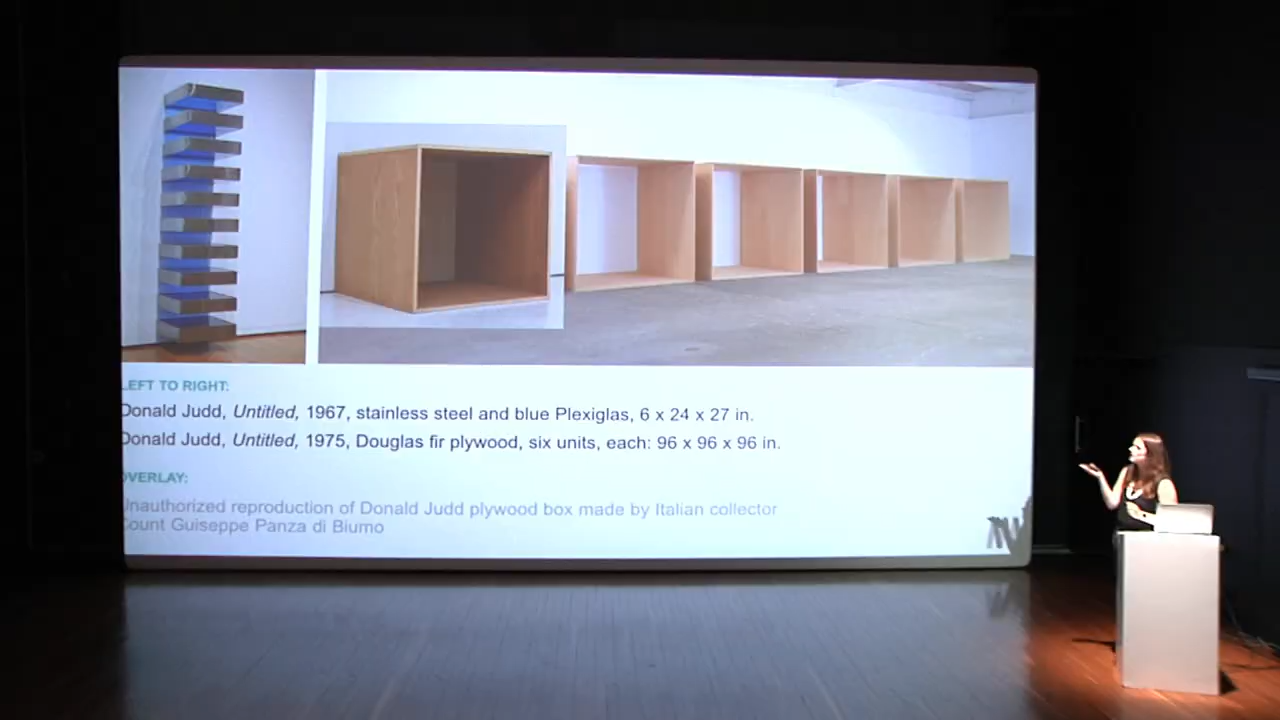 LEFT TO RIGHT:
Donald Judd, Untitled, 1967, stainless steel and blue Plexiglas, 6 x 24 x 27 in.
Donald Judd, Untitled, 1975, Douglas fir plywood, six units, each: 96 x 96 x 96 in.
OVERLAY:
Unauthorized reproduction of Donald Judd plywood box made by Italian collector
Count Guiseppe Panza di Biumo